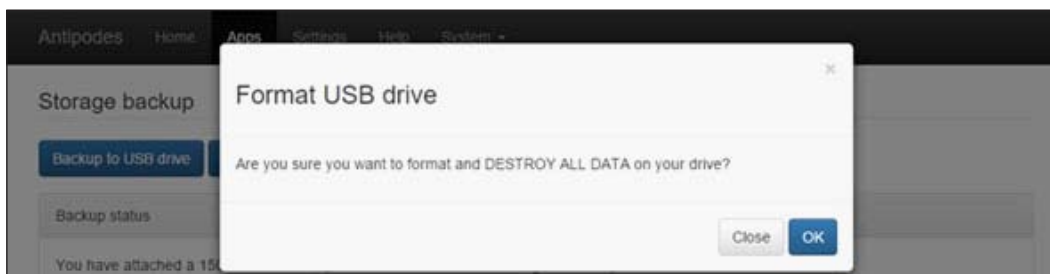 Antipodes Home Apps Settings Help System
Storage backup
Format USB drive
×
Backup to USB drive
Are you sure you want to format and DESTROY ALL DATA on your drive?
Backup status
Close OK
You have attached a 15